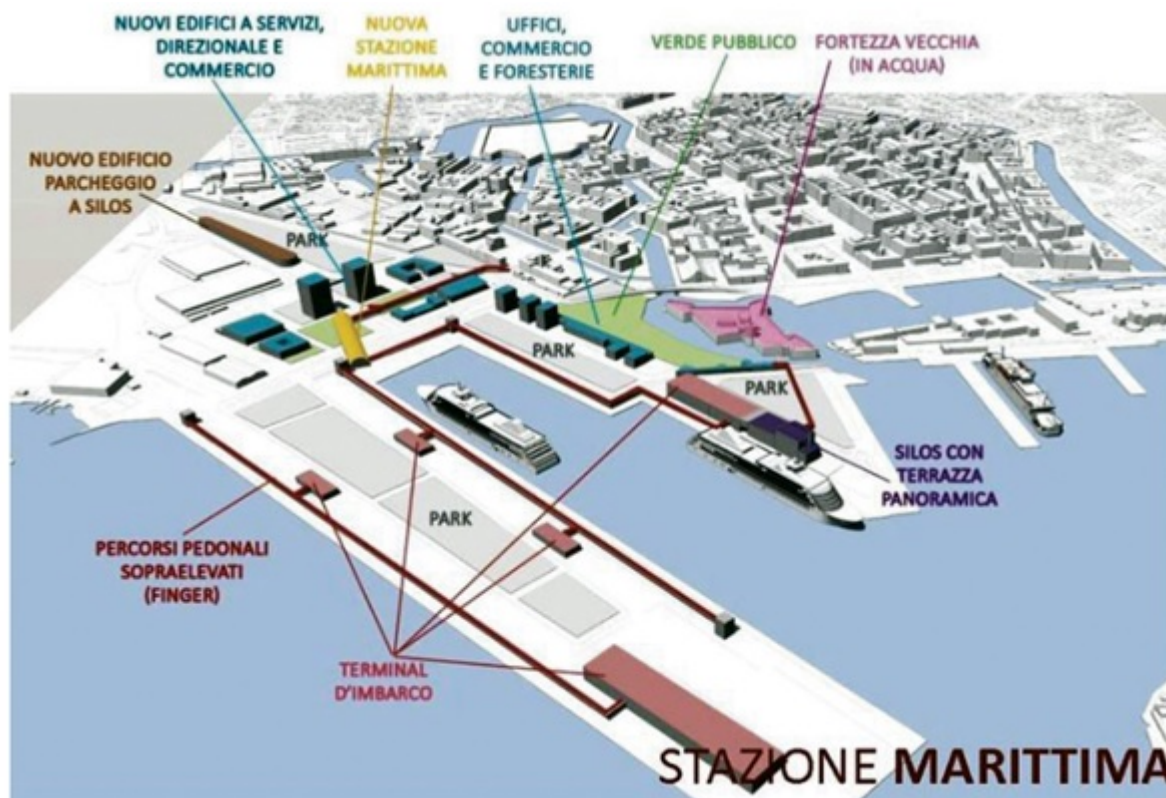 NUOVI EDIFICI A SERVIZI,
DIREZIONALE E
COMMERCIO
NUOVA
STAZIONE
MARITTIMA
UFFICI,
COMMERCIO
E FORESTERIE
VERDE PUBBLICO
FORTEZZA VECCHIA
(IN ACQUA)
NUOVO EDIFICIO
PARCHEGGIO
A SILOS
PARK
PARK
PARK
SILOS CON
TERRAZZA
PANORAMICA
PARK
PERCORSI PEDONALI
SOPRAELEVATI
(FINGER)
TERMINAL
D'IMBARCO
STAZIONE MARITTIMA